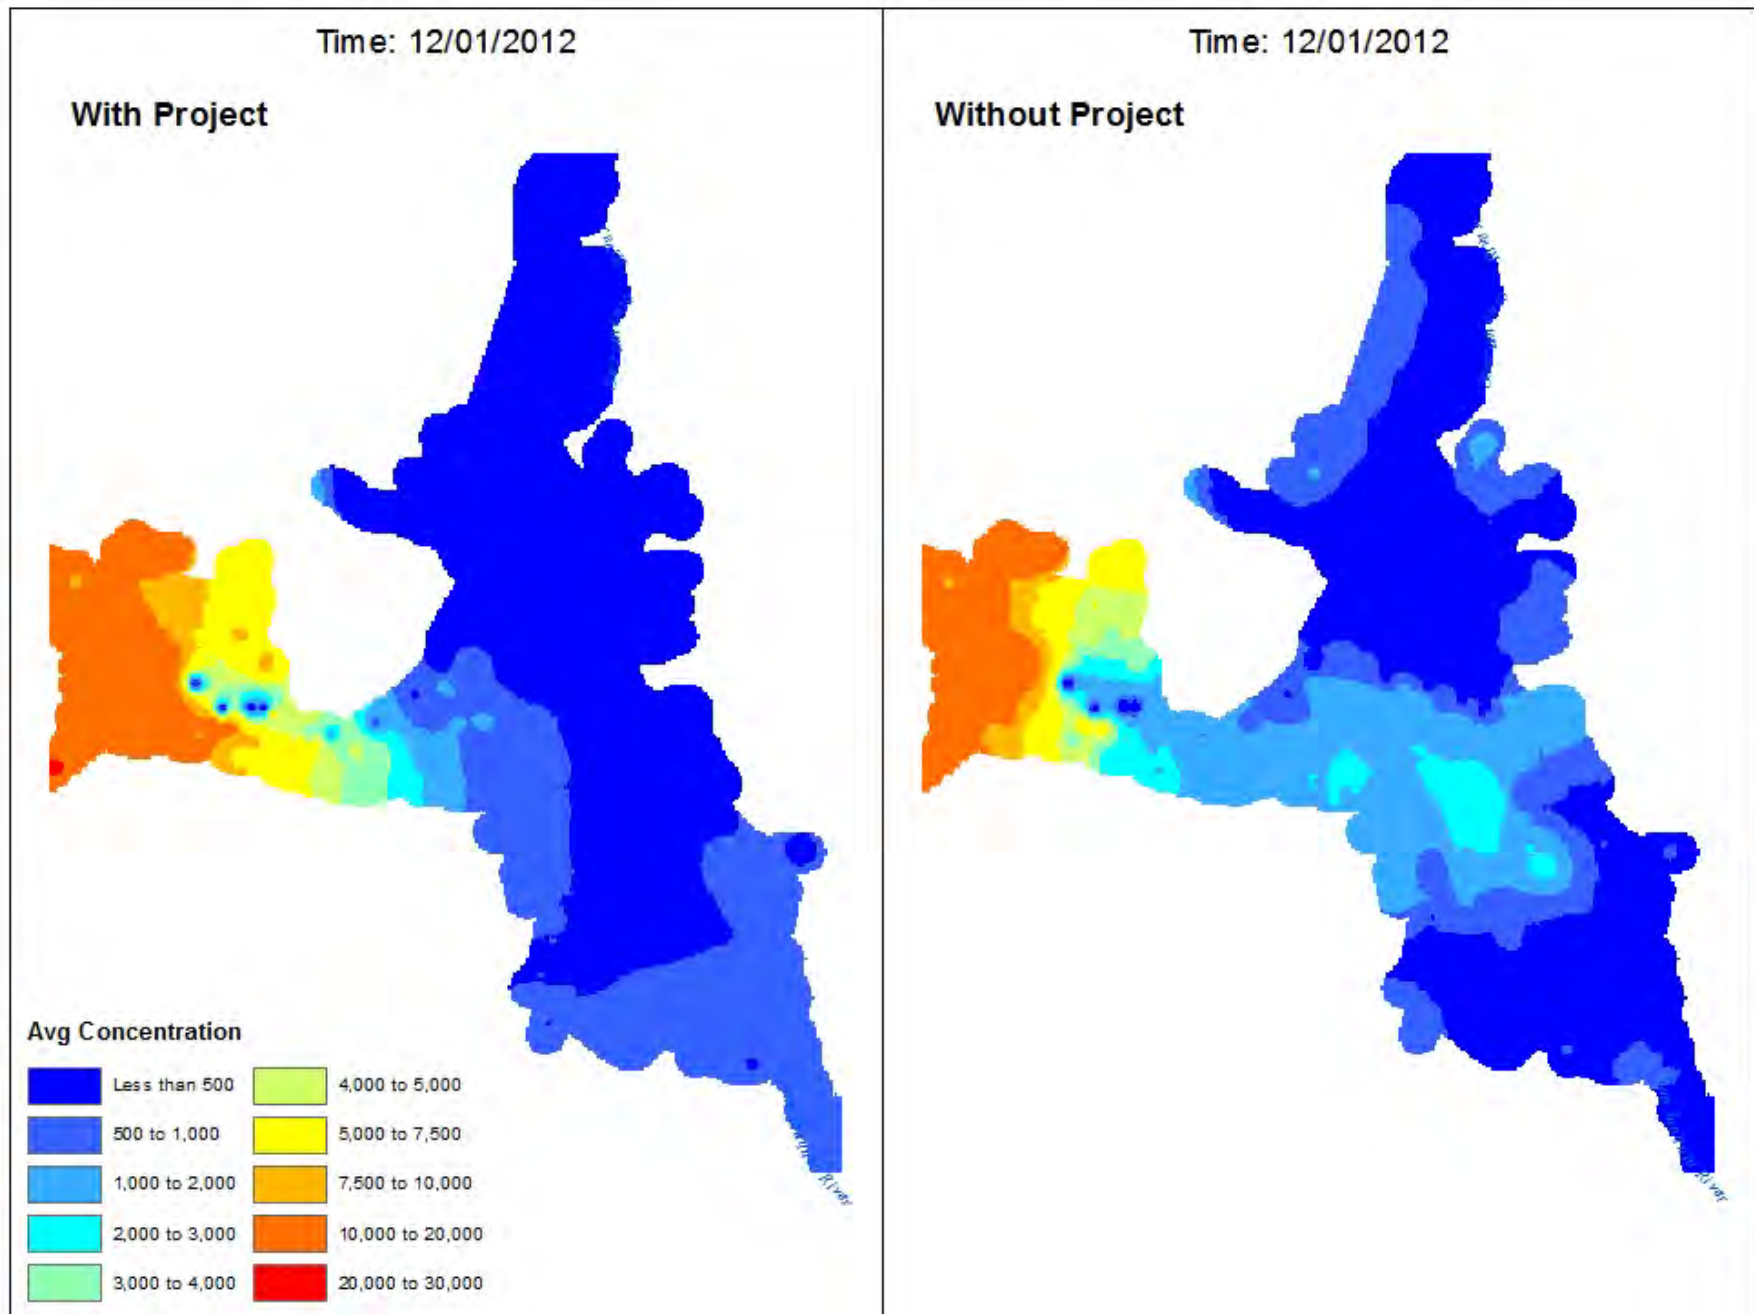 Time: 12/01/2012
With Project
Time: 12/01/2012
Without Project
Avg Concentration
Less than 500
500 to 1,000
1,000 to 2,000
2,000 to 3,000
3,000 to 4,000
4,000 to 5,000
5,000 to 7,500
7,500 to 10,000
10,000 to 20,000
20,000 to 30,000
River
River